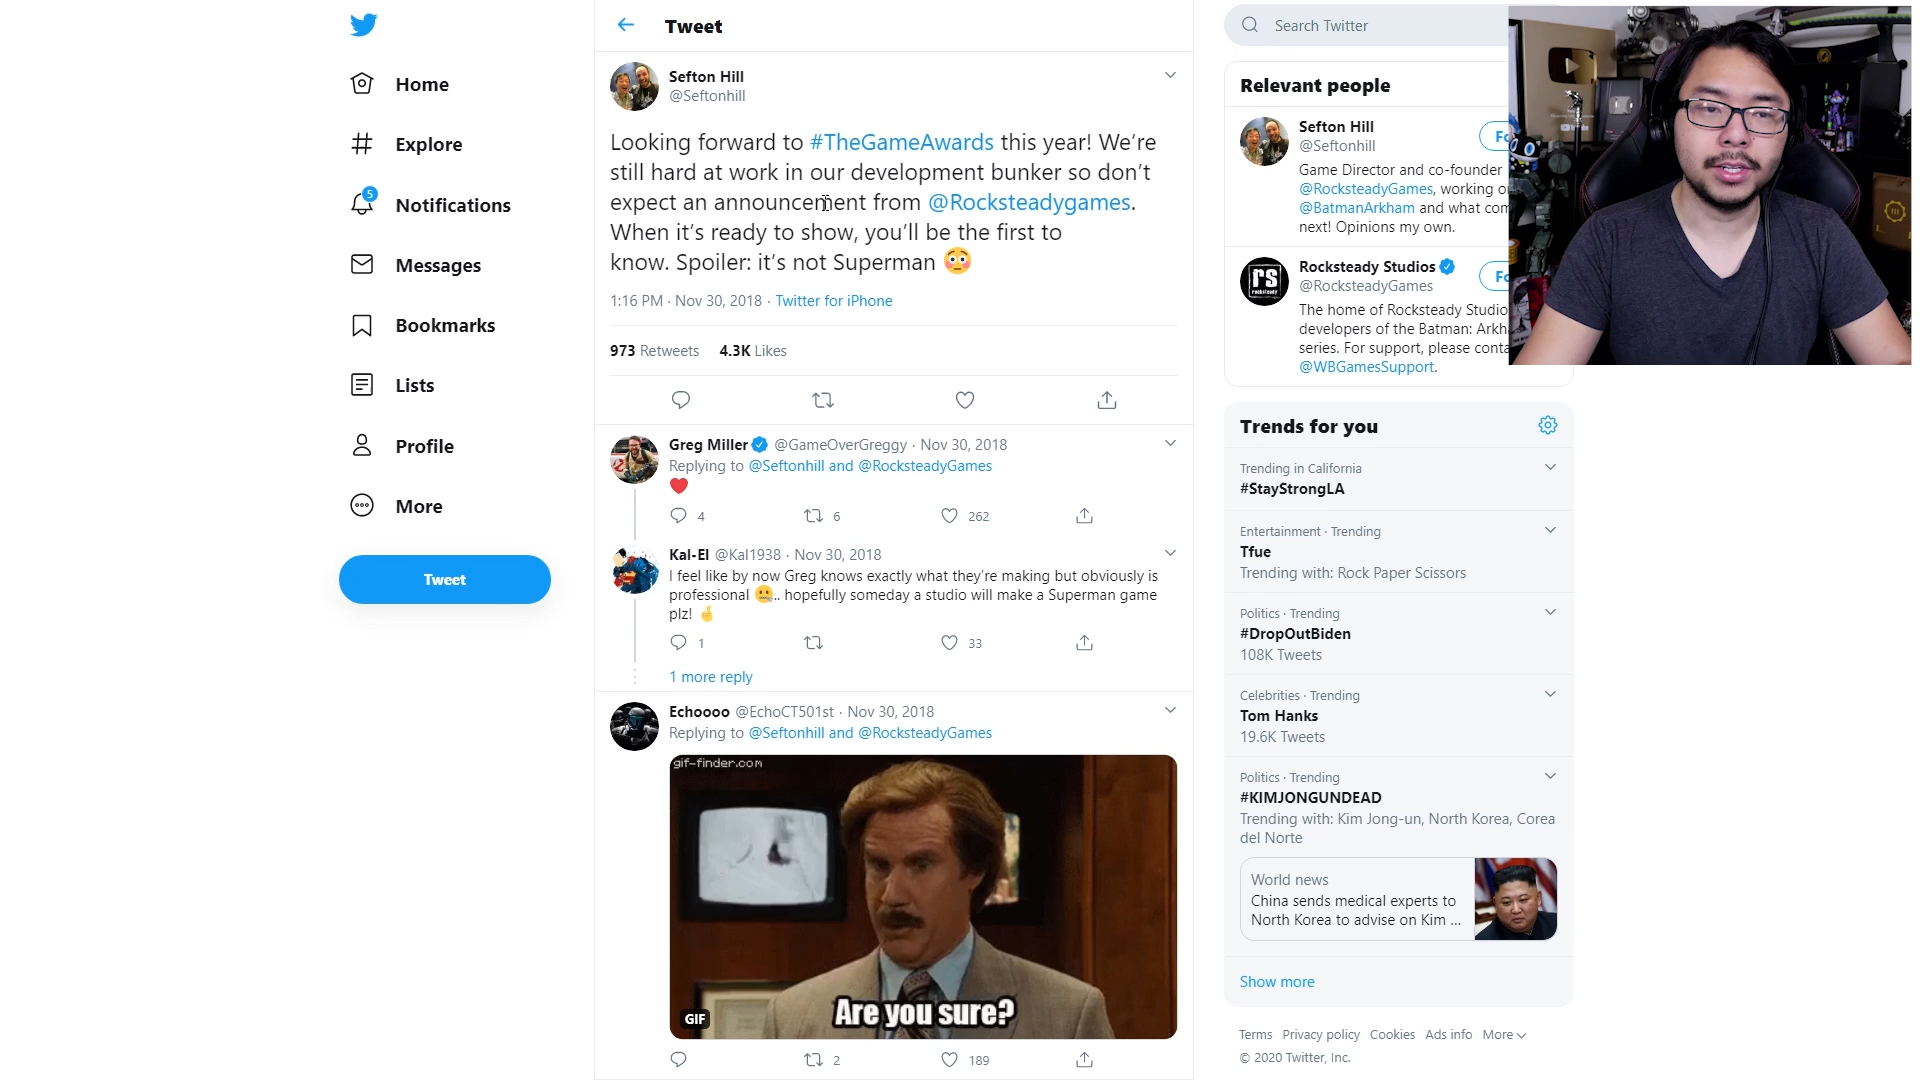 Home
Explore
5
Notifications
Messages
Bookmarks
Lists
Profile
More
Tweet
Tweet
Sefton Hill
@Seftonhill
Looking forward to #TheGameAwards this year! We’re
still hard at work in our development bunker so don’t
expect an announcement from @Rocksteadygames.
When it’s ready to show, you’ll be the first to
know. Spoiler: it’s not Superman 😳
1:16 PM · Nov 30, 2018 · Twitter for iPhone
973 Retweets 4.3K Likes
Greg Miller @GameOverGreggy · Nov 30, 2018
Replying to @Seftonhill and @RocksteadyGames
❤️
4 6 262
Kal-El @Kal1938 · Nov 30, 2018
I feel like by now Greg knows exactly what they’re making but obviously is
professional 🤐.. hopefully someday a studio will make a Superman game
plz! 🤞
1 33
1 more reply
Echoooo @EchoCT501st · Nov 30, 2018
Replying to @Seftonhill and @RocksteadyGames
gif-finder.com
Are you sure?
GIF
2 189
Search Twitter
Relevant people
Sefton Hill
@Seftonhill
Fo
Game Director and co-founder
@RocksteadyGames, working o
@BatmanArkham and what com
next! Opinions my own.
rs
rocksteady
Rocksteady Studios
@RocksteadyGames
Fo
The home of Rocksteady Studio
developers of the Batman: Arkh
series. For support, please conta
@WBGamesSupport.
Trends for you
Trending in California
#StayStrongLA
Entertainment · Trending
Tfue
Trending with: Rock Paper Scissors
Politics · Trending
#DropOutBiden
108K Tweets
Celebrities · Trending
Tom Hanks
19.6K Tweets
Politics · Trending
#KIMJONGUNDEAD
Trending with: Kim Jong-un, North Korea, Corea
del Norte
World news
China sends medical experts to
North Korea to advise on Kim ...
Show more
Terms Privacy policy Cookies Ads info More
© 2020 Twitter, Inc.